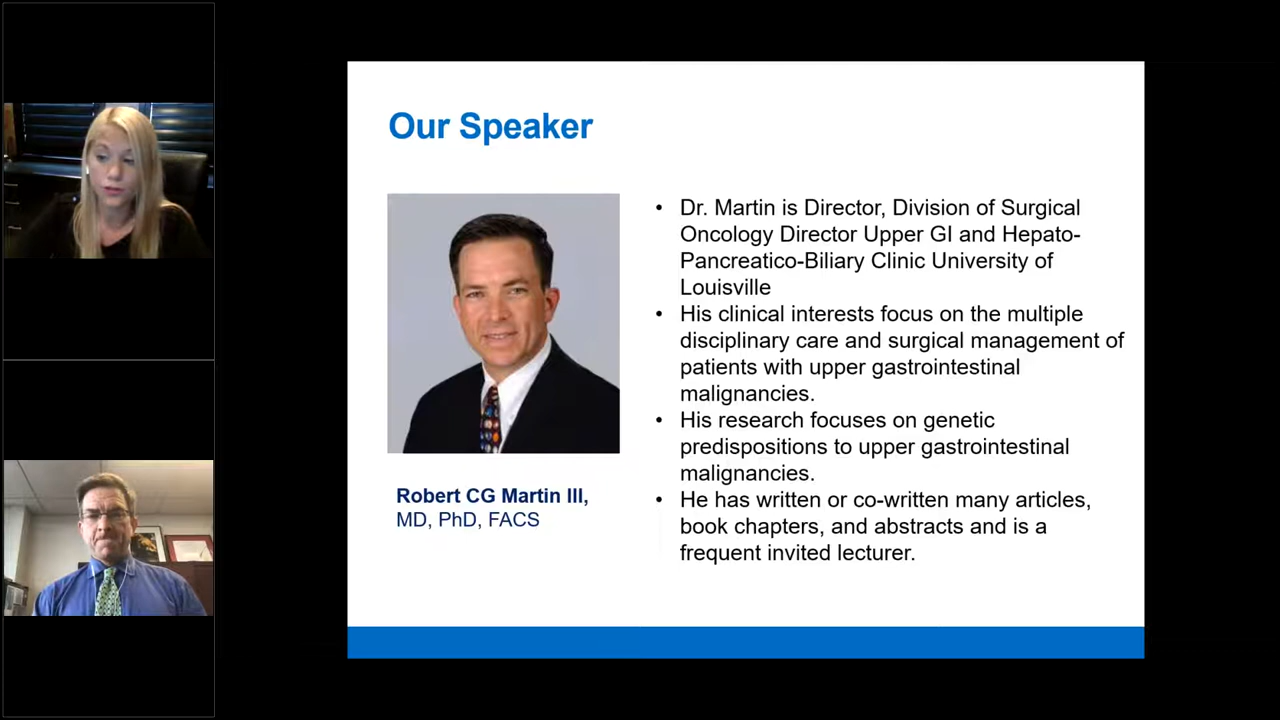 Our Speaker
• Dr. Martin is Director, Division of Surgical
Oncology Director Upper GI and Hepato-
Pancreatico-Biliary Clinic University of
Louisville
• His clinical interests focus on the multiple
disciplinary care and surgical management of
patients with upper gastrointestinal
malignancies.
• His research focuses on genetic
predispositions to upper gastrointestinal
malignancies.
• He has written or co-written many articles,
book chapters, and abstracts and is a
frequent invited lecturer.
Robert CG Martin III,
MD, PhD, FACS